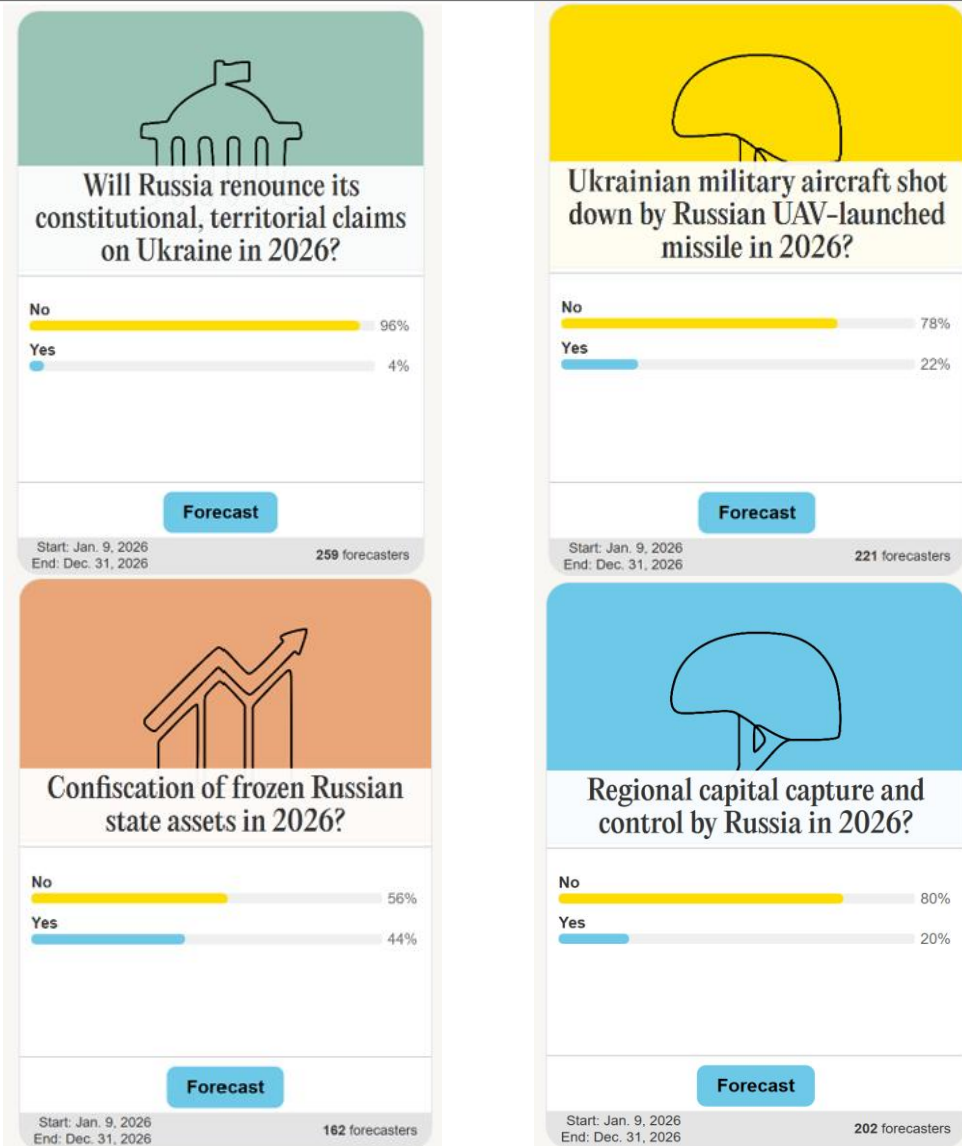 Will Russia renounce its
constitutional, territorial claims
on Ukraine in 2026?
No
96%
Yes
4%
Forecast
Start: Jan. 9, 2026
End: Dec. 31, 2026
259 forecasters
Ukrainian military aircraft shot
down by Russian UAV-launched
missile in 2026?
No
78%
Yes
22%
Forecast
Start: Jan. 9, 2026
End: Dec. 31, 2026
221 forecasters
Confiscation of frozen Russian
state assets in 2026?
No
56%
Yes
44%
Forecast
Start: Jan. 9, 2026
End: Dec. 31, 2026
162 forecasters
Regional capital capture and
control by Russia in 2026?
No
80%
Yes
20%
Forecast
Start: Jan. 9, 2026
End: Dec. 31, 2026
202 forecasters